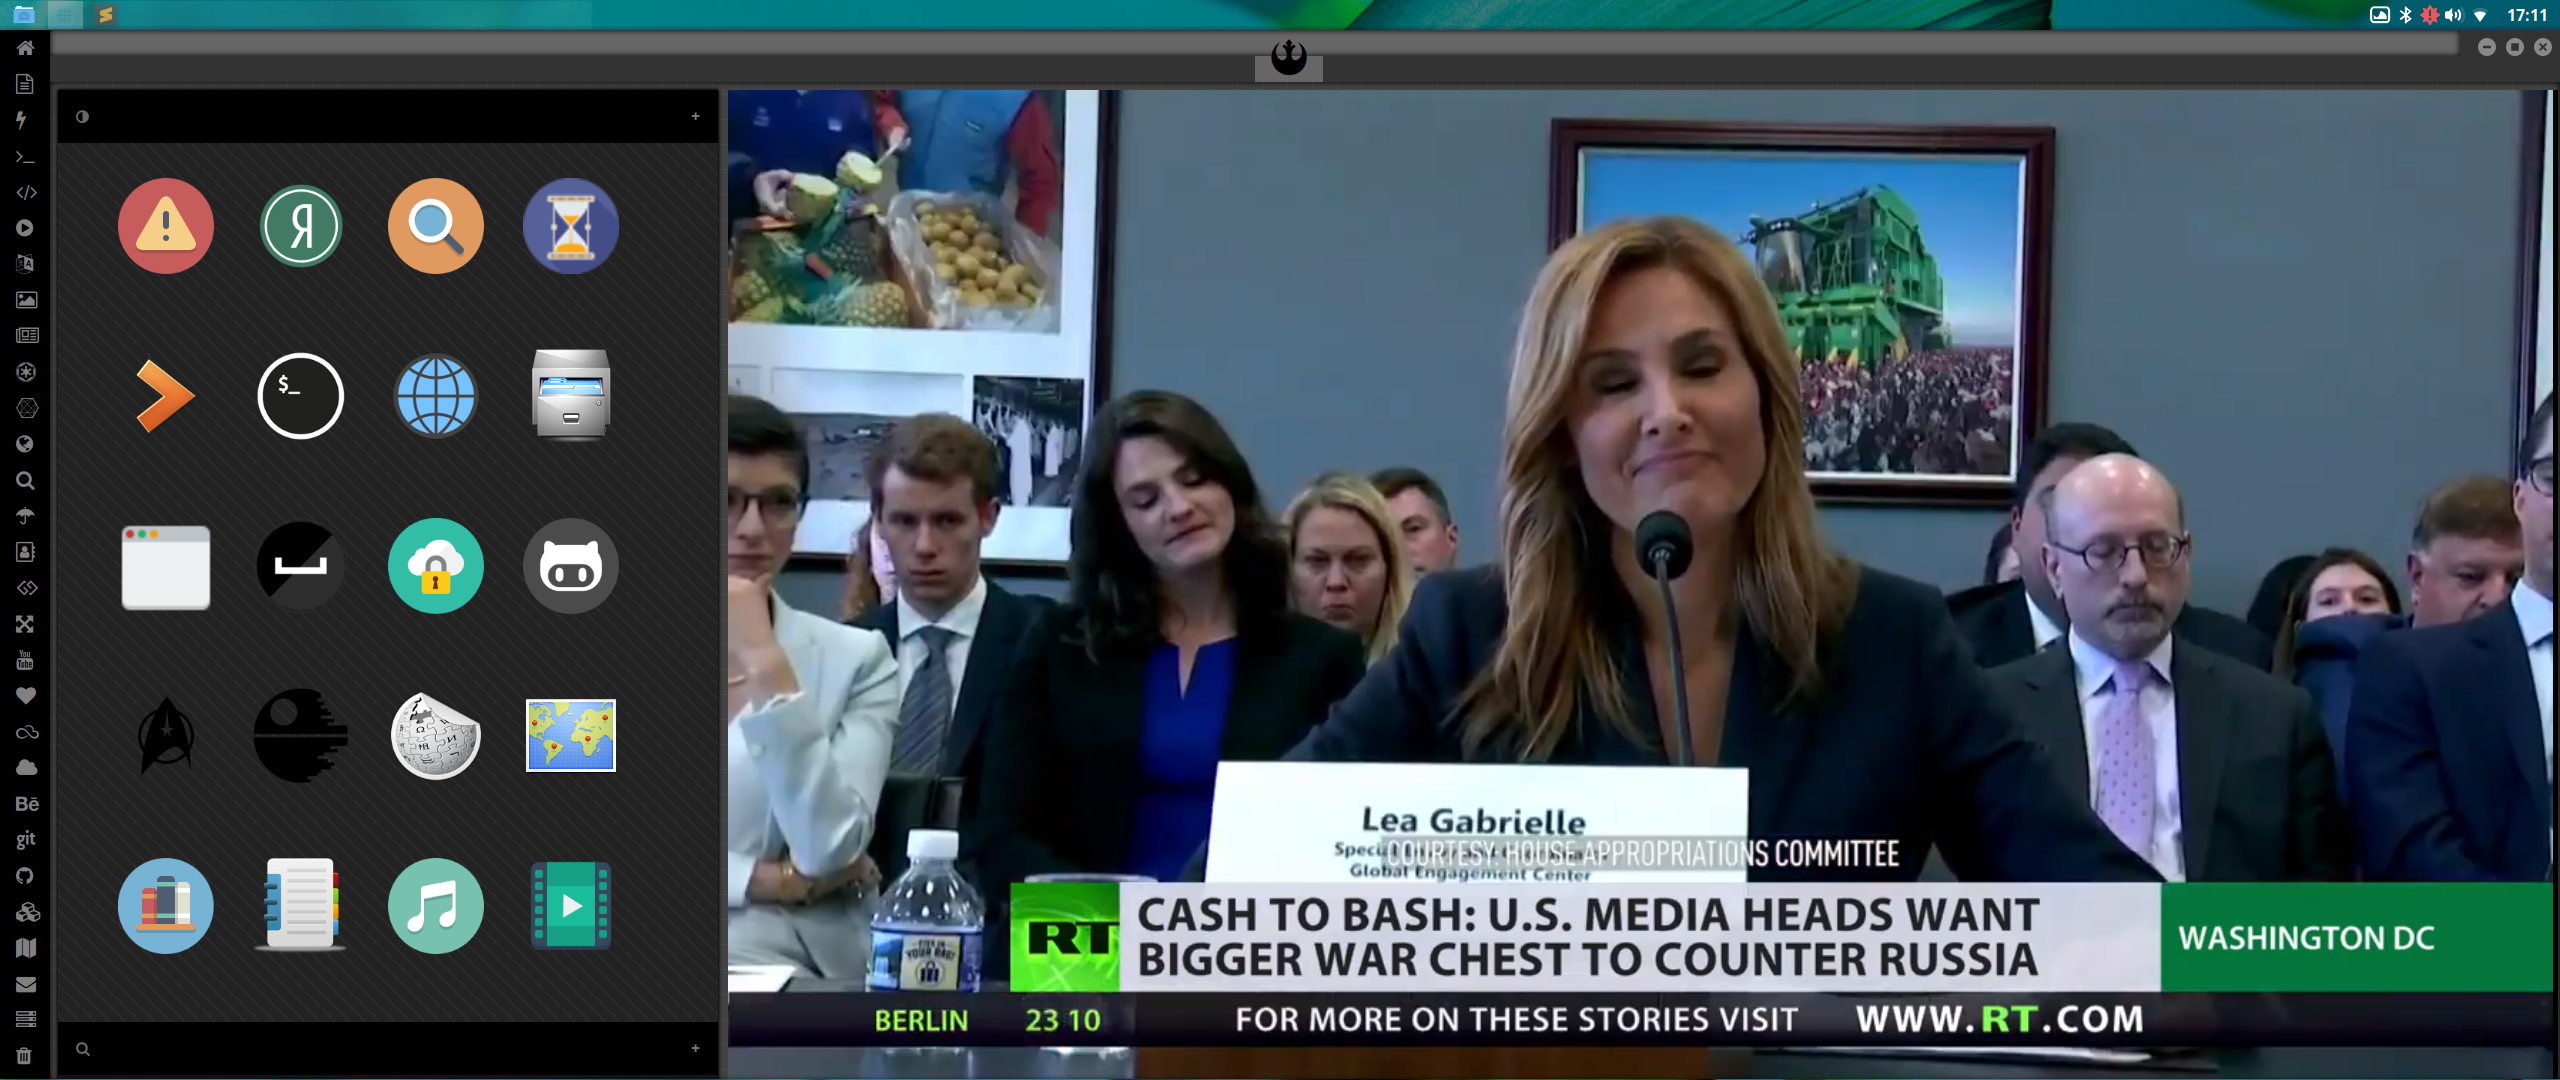 17:11
Я
$_
You
Tube
Bē
git
Lea Gabrielle
Global Engagement Center
COURTESY HOUSE APPROPRIATIONS COMMITTEE
RT
CASH TO BASH: U.S. MEDIA HEADS WANT
BIGGER WAR CHEST TO COUNTER RUSSIA
WASHINGTON DC
BERLIN 23 10 FOR MORE ON THESE STORIES VISIT WWW.RT.COM